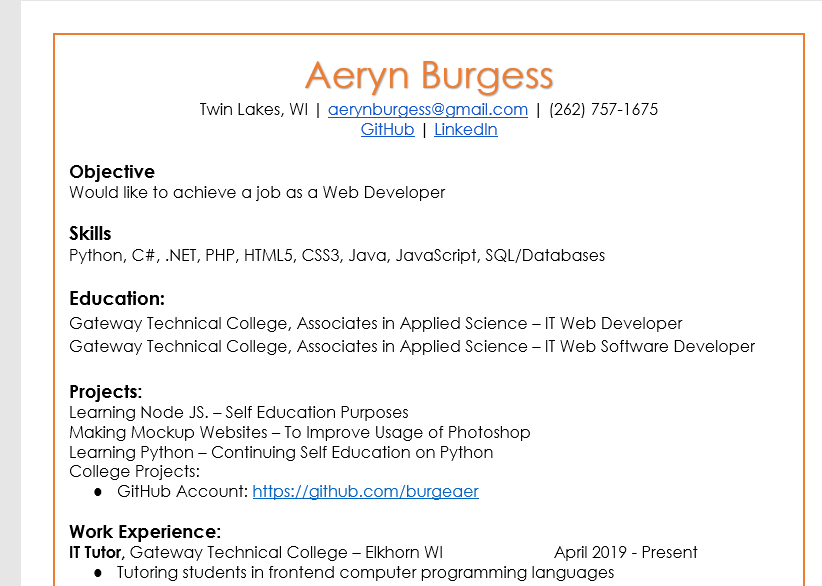 Aeryn Burgess
Twin Lakes, WI | aerynburgess@gmail.com | (262) 757-1675
GitHub | LinkedIn
Objective
Would like to achieve a job as a Web Developer
Skills
Python, C#, .NET, PHP, HTML5, CSS3, Java, JavaScript, SQL/Databases
Education:
Gateway Technical College, Associates in Applied Science – IT Web Developer
Gateway Technical College, Associates in Applied Science – IT Web Software Developer
Projects:
Learning Node JS. – Self Education Purposes
Making Mockup Websites – To Improve Usage of Photoshop
Learning Python – Continuing Self Education on Python
College Projects:
● GitHub Account: https://github.com/burgeaer
Work Experience:
IT Tutor, Gateway Technical College – Elkhorn WI April 2019 - Present
● Tutoring students in frontend computer programming languages